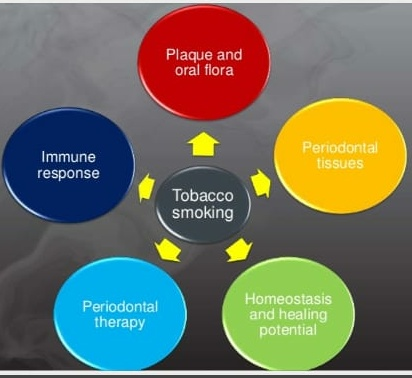 Plaque and
oral flora
Immune
response
Periodontal
tissues
Tobacco
smoking
Periodontal
therapy
Homeostasis
and healing
potential